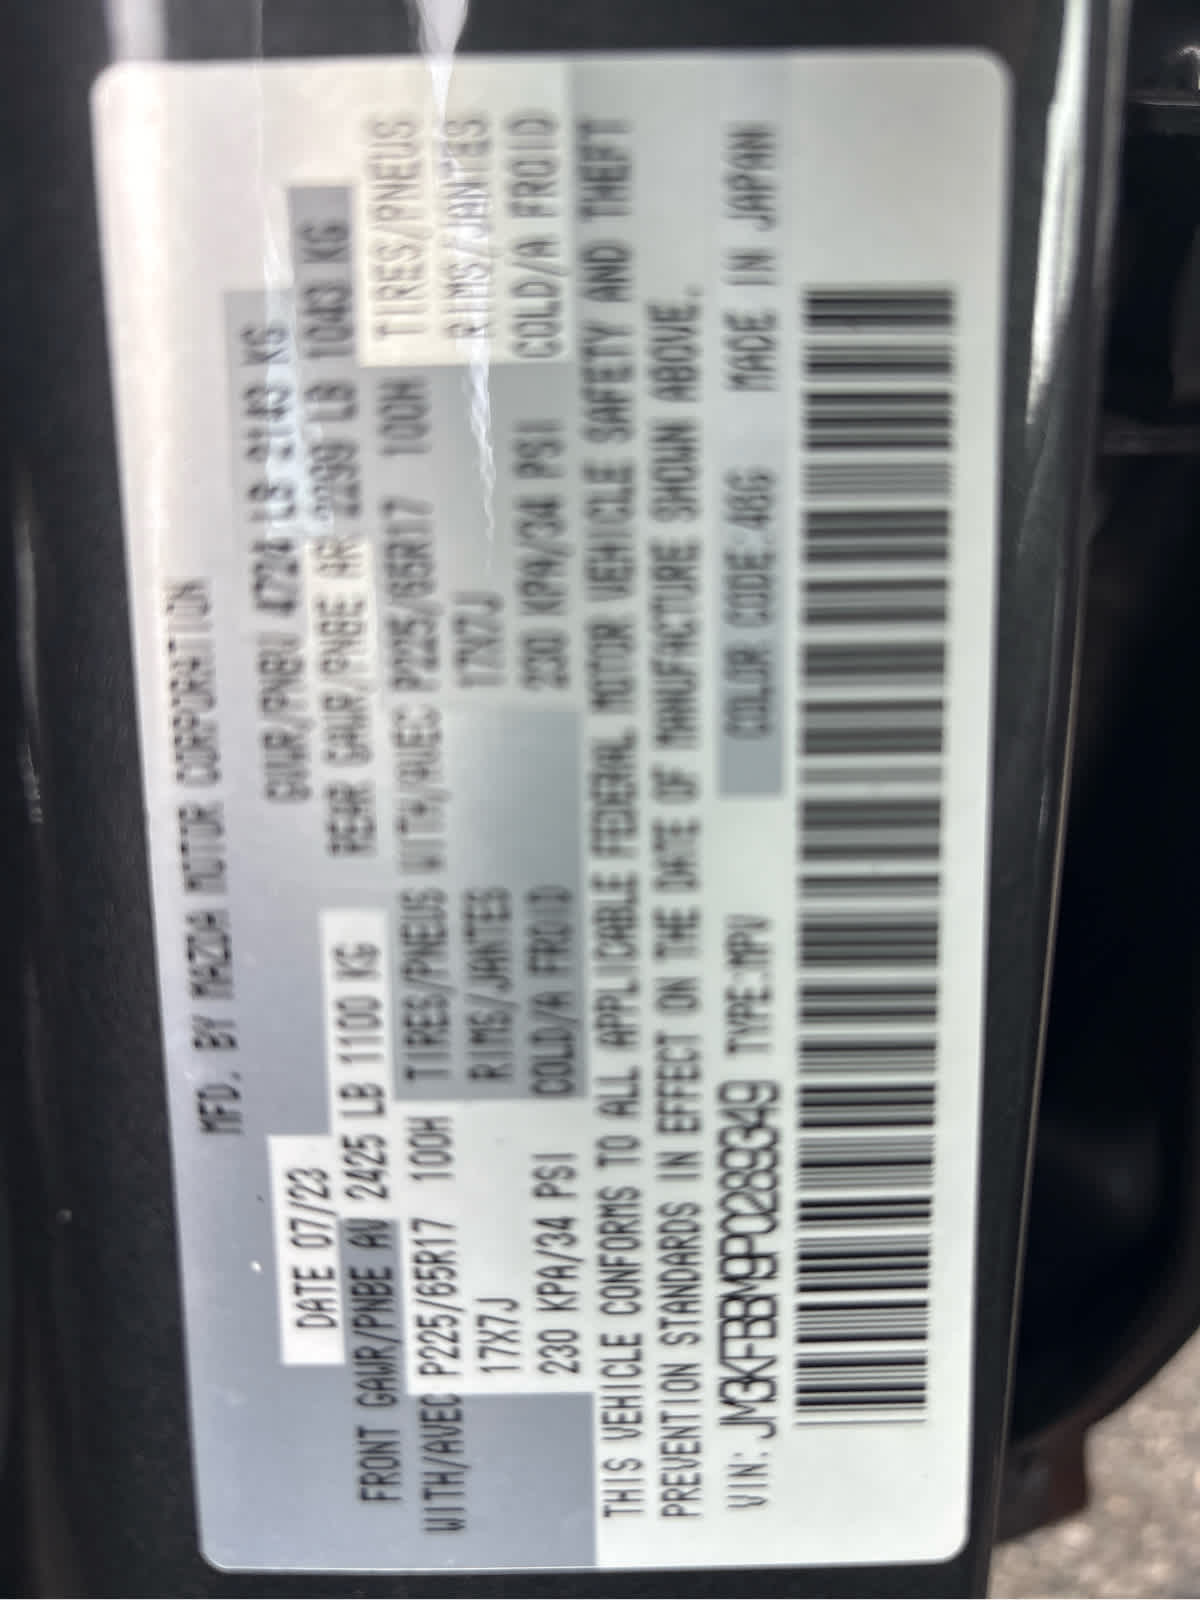 MFD. BY MAZDA MOTOR CORPORATION
DATE 07/23 GVWR/PNBV 4724 LB 2143 KG
FRONT GAWR/PNBE AV 2425 LB 1100 KG REAR GAWR/PNBE AR 2299 LB 1043 KG
WITH/AVEC P225/65R17 100H TIRES/PNEUS WITH/AVEC P225/65R17 100H TIRES/PNEUS
17X7J RIMS/JANTES 17X7J RIMS/JANTES
230 KPA/34 PSI COLD/A FROID 230 KPA/34 PSI COLD/A FROID
THIS VEHICLE CONFORMS TO ALL APPLICABLE FEDERAL MOTOR VEHICLE SAFETY AND THEFT
PREVENTION STANDARDS IN EFFECT ON THE DATE OF MANUFACTURE SHOWN ABOVE.
VIN: JM3KFBBM9P0289349 TYPE:MPV COLOR CODE:46G MADE IN JAPAN